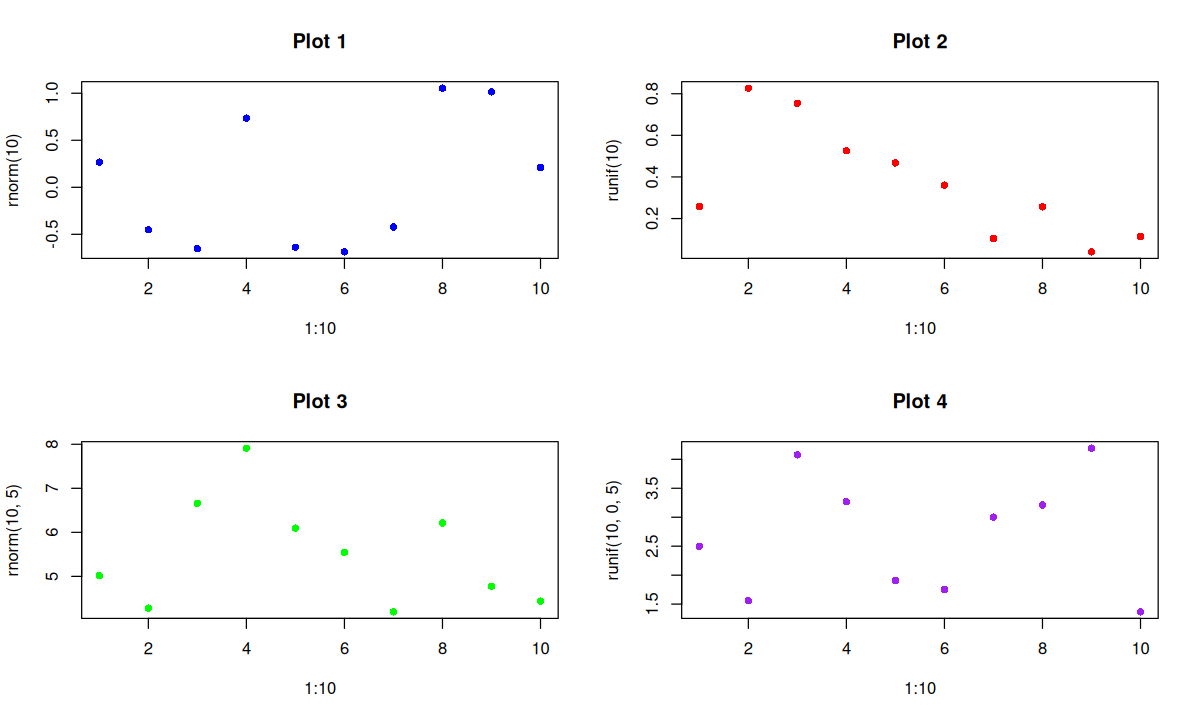 Plot 1
rnorm(10)
1.0
0.5
0.0
-0.5
2 4 6 8 10
1:10
Plot 2
runif(10)
0.8
0.6
0.4
0.2
2 4 6 8 10
1:10
Plot 3
rnorm(10, 5)
8
7
6
5
2 4 6 8 10
1:10
Plot 4
runif(10, 0, 5)
3.5
2.5
1.5
2 4 6 8 10
1:10